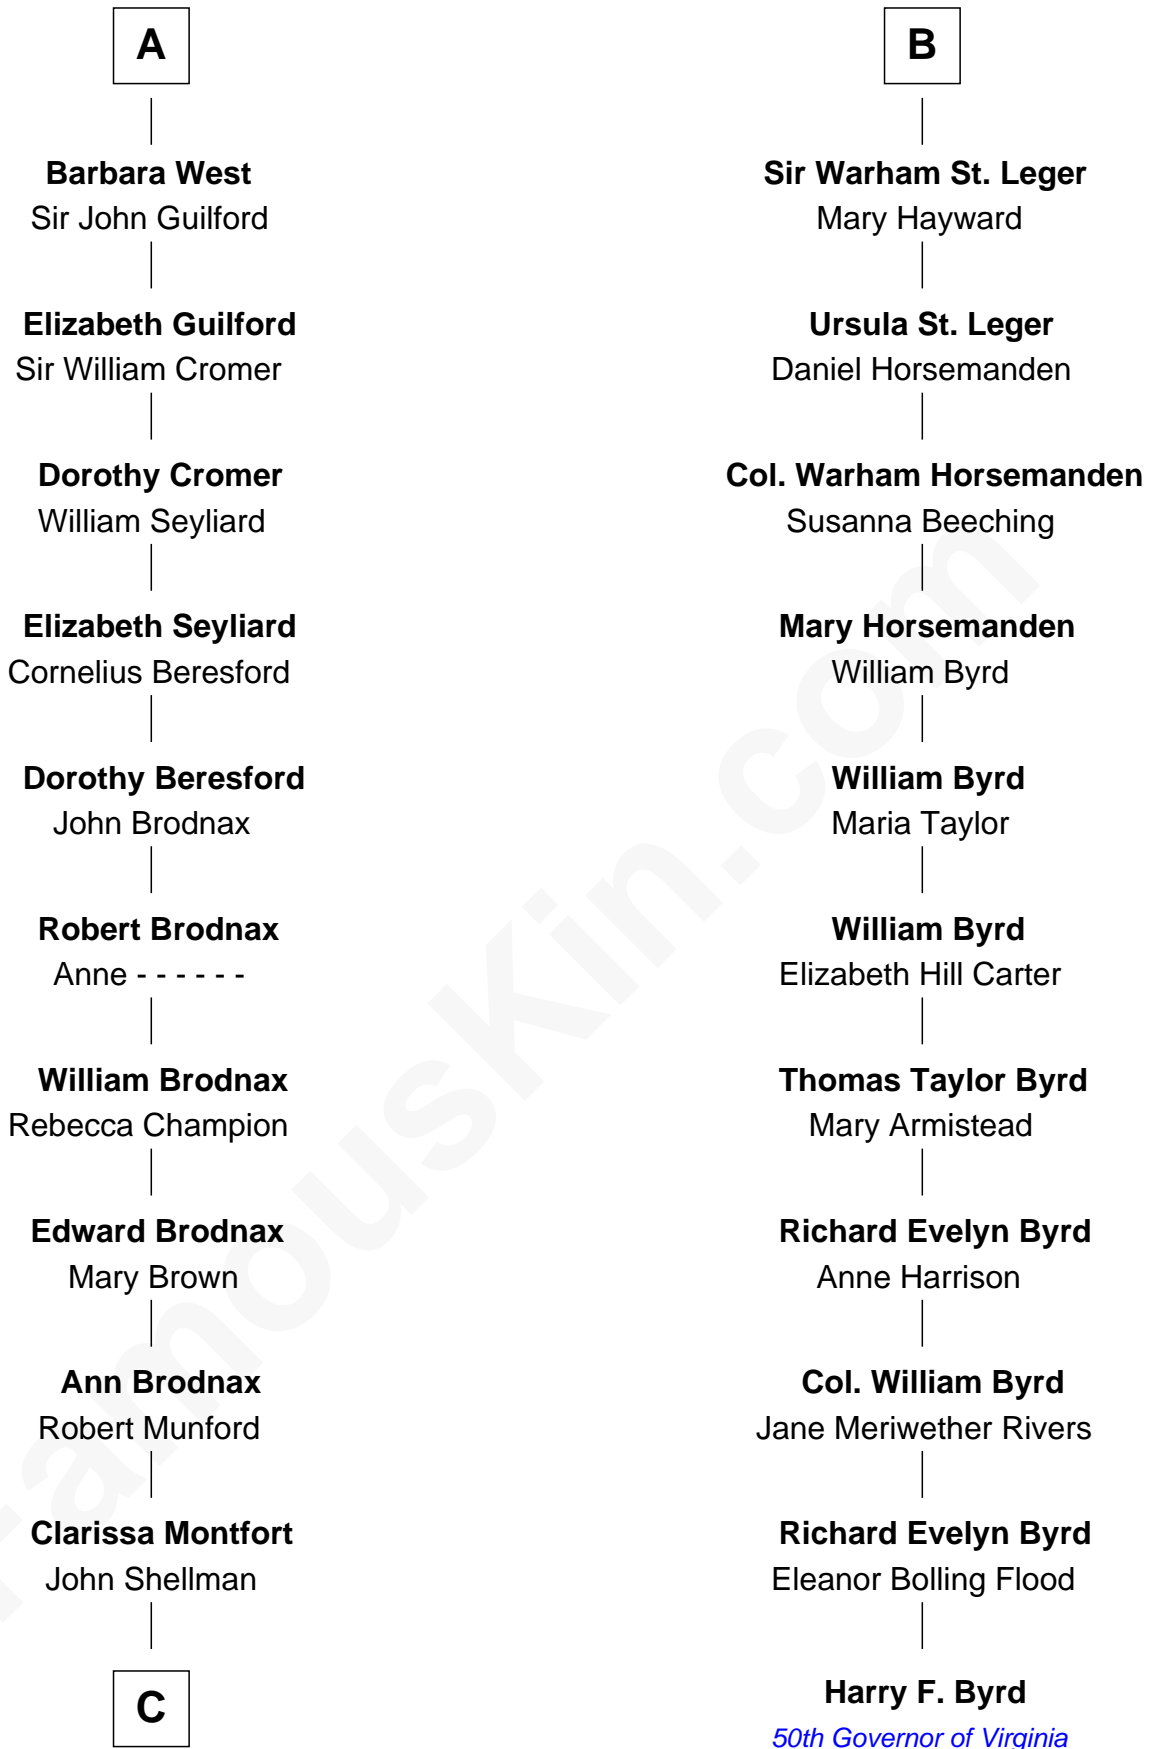 A
Barbara West
Sir John Guilford
Elizabeth Guilford
Sir William Cromer
Dorothy Cromer
William Seyliard
Elizabeth Seyliard
Cornelius Beresford
Dorothy Beresford
John Brodnax
Robert Brodnax
Anne - - - - - -
William Brodnax
Rebecca Champion
Edward Brodnax
Mary Brown
Ann Brodnax
Robert Munford
Clarissa Montfort
John Shellman
C
B
Sir Warham St. Leger
Mary Hayward
Ursula St. Leger
Daniel Horsemanden
Col. Warham Horsemanden
Susanna Beeching
Mary Horsemanden
William Byrd
William Byrd
Maria Taylor
William Byrd
Elizabeth Hill Carter
Thomas Taylor Byrd
Mary Armistead
Richard Evelyn Byrd
Anne Harrison
Col. William Byrd
Jane Meriwether Rivers
Richard Evelyn Byrd
Eleanor Bolling Flood
Harry F. Byrd
50th Governor of Virginia
FamousKin.com